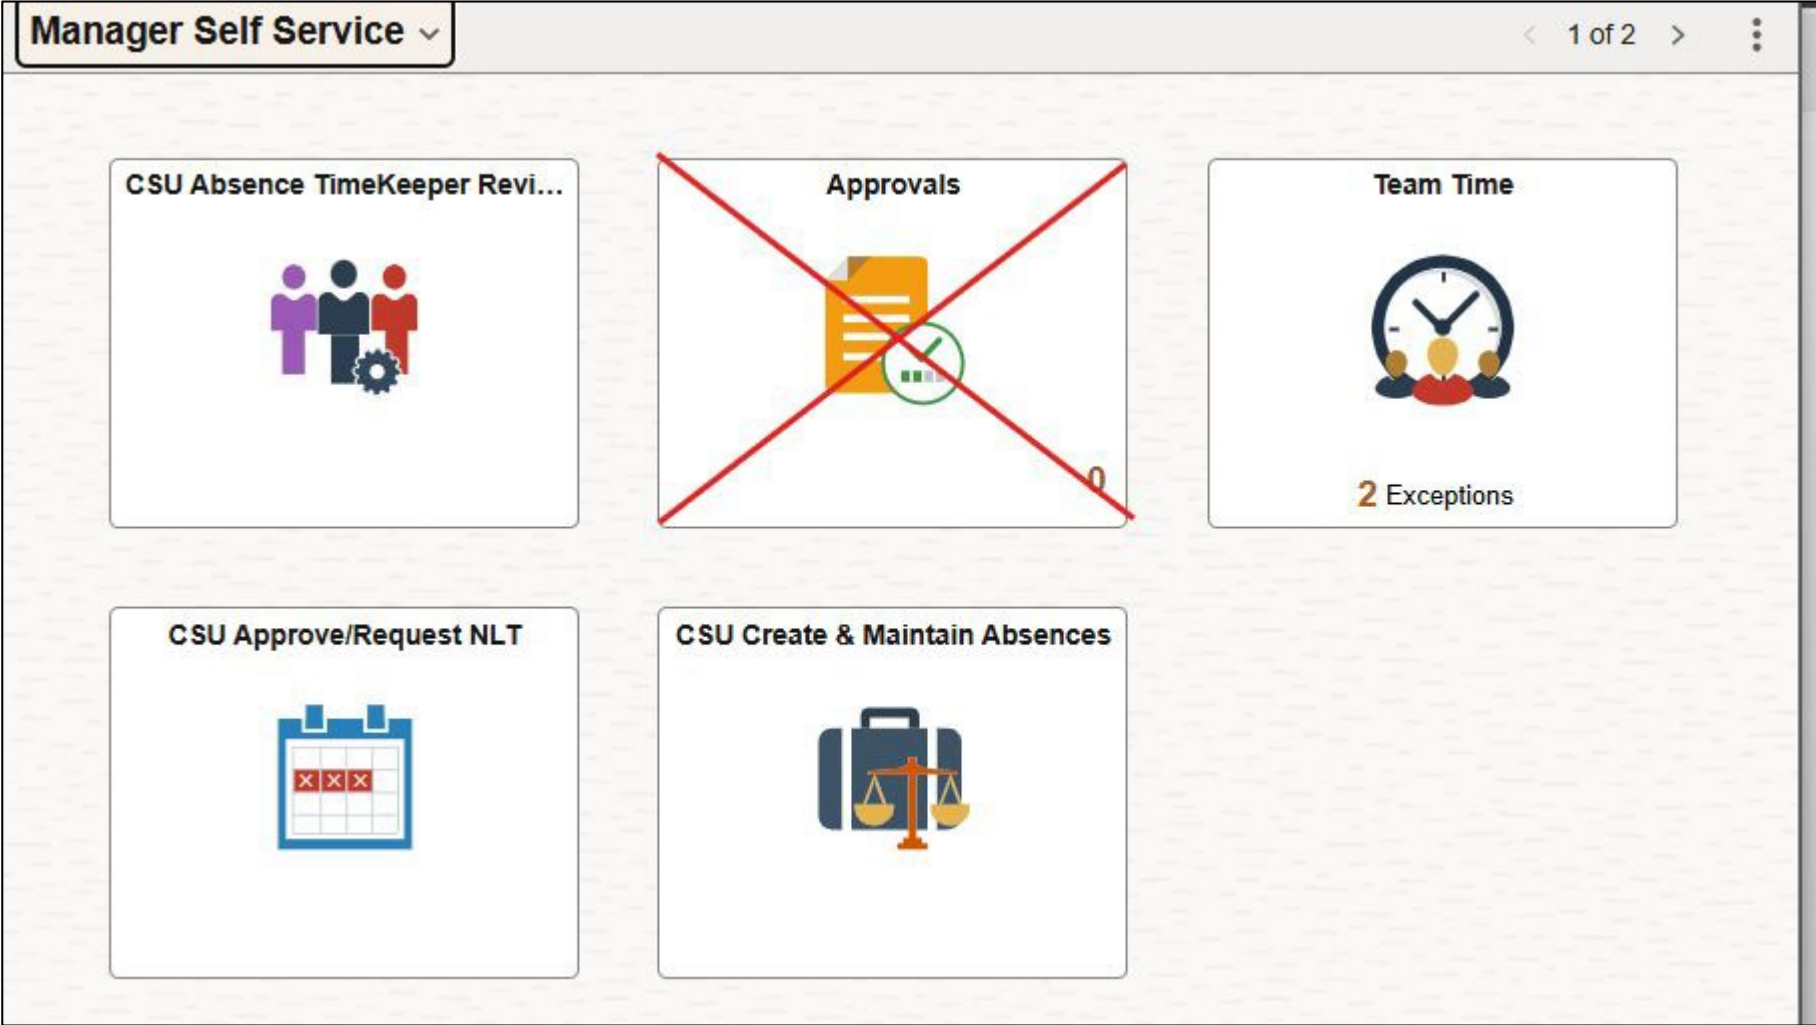 Manager Self Service
1 of 2
CSU Absence TimeKeeper Revi...
Approvals
Team Time
0
2 Exceptions
CSU Approve/Request NLT
CSU Create & Maintain Absences